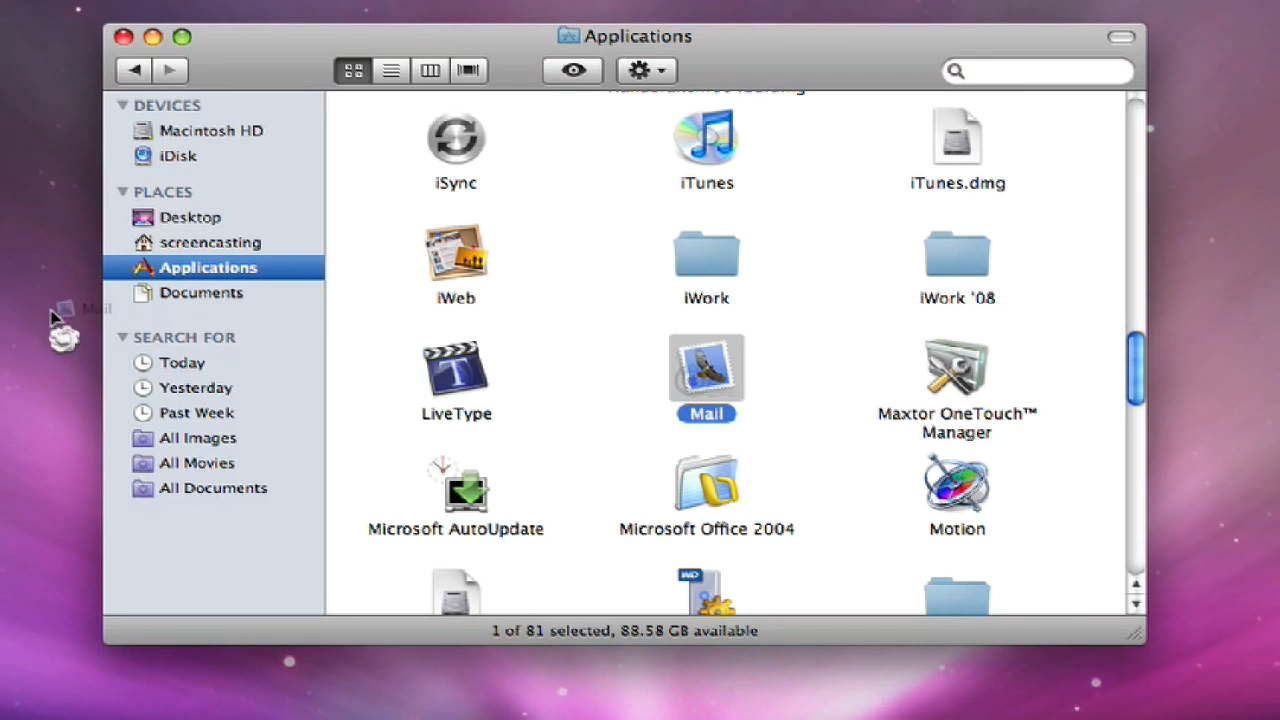 Applications
DEVICES
Macintosh HD
iDisk
PLACES
Desktop
screencasting
Applications
Documents
Mail
SEARCH FOR
Today
Yesterday
Past Week
All Images
All Movies
All Documents
iSync
iTunes
iTunes.dmg
iWeb
iWork
iWork '08
LiveType
Mail
Maxtor OneTouch™
Manager
Microsoft AutoUpdate
Microsoft Office 2004
Motion
1 of 81 selected, 88.58 GB available